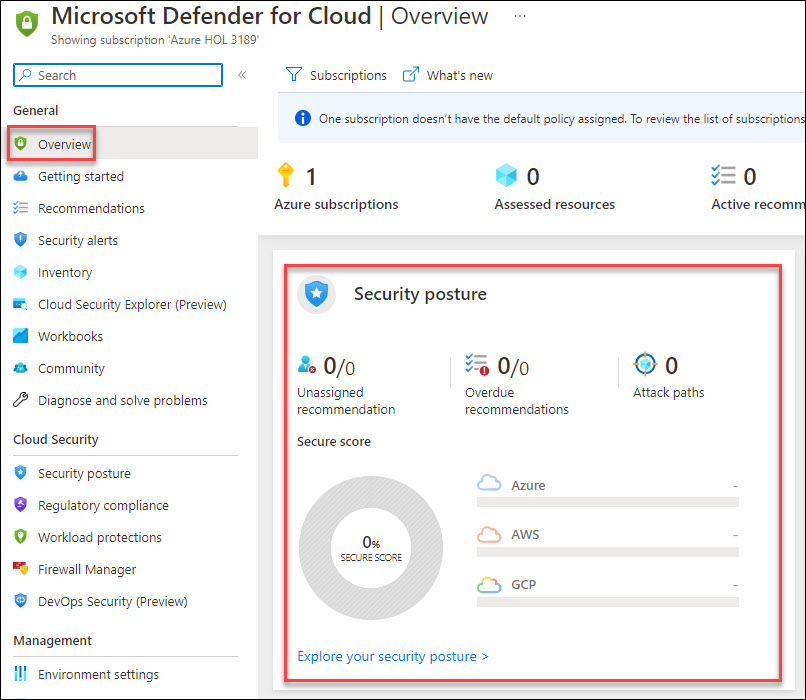 Microsoft Defender for Cloud | Overview ...
Showing subscription 'Azure HOL 3189'
Search «
Subscriptions What's new
General
One subscription doesn't have the default policy assigned. To review the list of subscriptions
Overview
Getting started
Recommendations
Security alerts
Inventory
Cloud Security Explorer (Preview)
Workbooks
Community
Diagnose and solve problems
Cloud Security
Security posture
Regulatory compliance
Workload protections
Firewall Manager
DevOps Security (Preview)
Management
Environment settings
1
Azure subscriptions
0
Assessed resources
0
Active recomm
Security posture
0/0
Unassigned
recommendation
0/0
Overdue
recommendations
0
Attack paths
Secure score
0%
SECURE SCORE
Azure -
AWS -
GCP -
Explore your security posture >